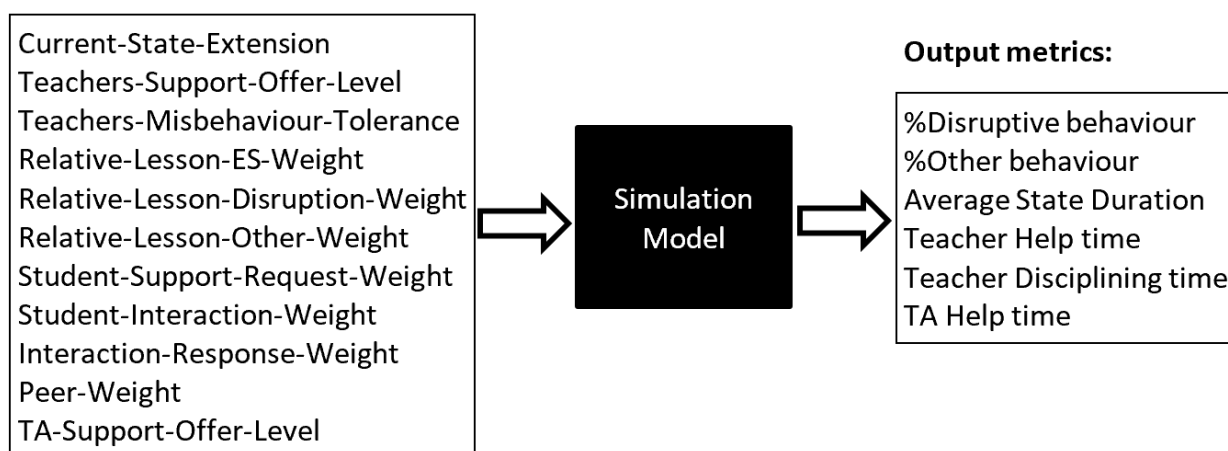 Current-State-Extension
Teachers-Support-Offer-Level
Teachers-Misbehaviour-Tolerance
Relative-Lesson-ES-Weight
Relative-Lesson-Disruption-Weight
Relative-Lesson-Other-Weight
Student-Support-Request-Weight
Student-Interaction-Weight
Interaction-Response-Weight
Peer-Weight
TA-Support-Offer-Level
Simulation
Model
Output metrics:
%Disruptive behaviour
%Other behaviour
Average State Duration
Teacher Help time
Teacher Disciplining time
TA Help time